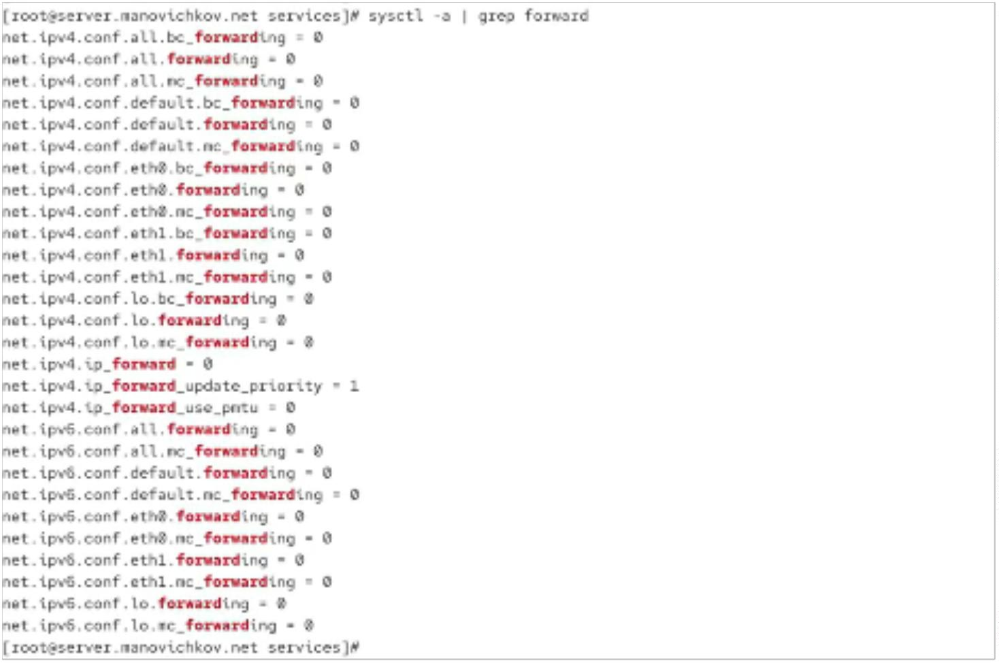 [root@server.manovichkov.net services]# sysctl -a | grep forward
net.ipv4.conf.all.bc_forwarding = 0
net.ipv4.conf.all.forwarding = 0
net.ipv4.conf.all.mc_forwarding = 0
net.ipv4.conf.default.bc_forwarding = 0
net.ipv4.conf.default.forwarding = 0
net.ipv4.conf.default.mc_forwarding = 0
net.ipv4.conf.eth0.bc_forwarding = 0
net.ipv4.conf.eth0.forwarding = 0
net.ipv4.conf.eth0.mc_forwarding = 0
net.ipv4.conf.eth1.bc_forwarding = 0
net.ipv4.conf.eth1.forwarding = 0
net.ipv4.conf.eth1.mc_forwarding = 0
net.ipv4.conf.lo.bc_forwarding = 0
net.ipv4.conf.lo.forwarding = 0
net.ipv4.conf.lo.mc_forwarding = 0
net.ipv4.ip_forward = 0
net.ipv4.ip_forward_update_priority = 1
net.ipv4.ip_forward_use_pmtu = 0
net.ipv6.conf.all.forwarding = 0
net.ipv6.conf.all.mc_forwarding = 0
net.ipv6.conf.default.forwarding = 0
net.ipv6.conf.default.mc_forwarding = 0
net.ipv6.conf.eth0.forwarding = 0
net.ipv6.conf.eth0.mc_forwarding = 0
net.ipv6.conf.eth1.forwarding = 0
net.ipv6.conf.eth1.mc_forwarding = 0
net.ipv6.conf.lo.forwarding = 0
net.ipv6.conf.lo.mc_forwarding = 0
[root@server.manovichkov.net services]#